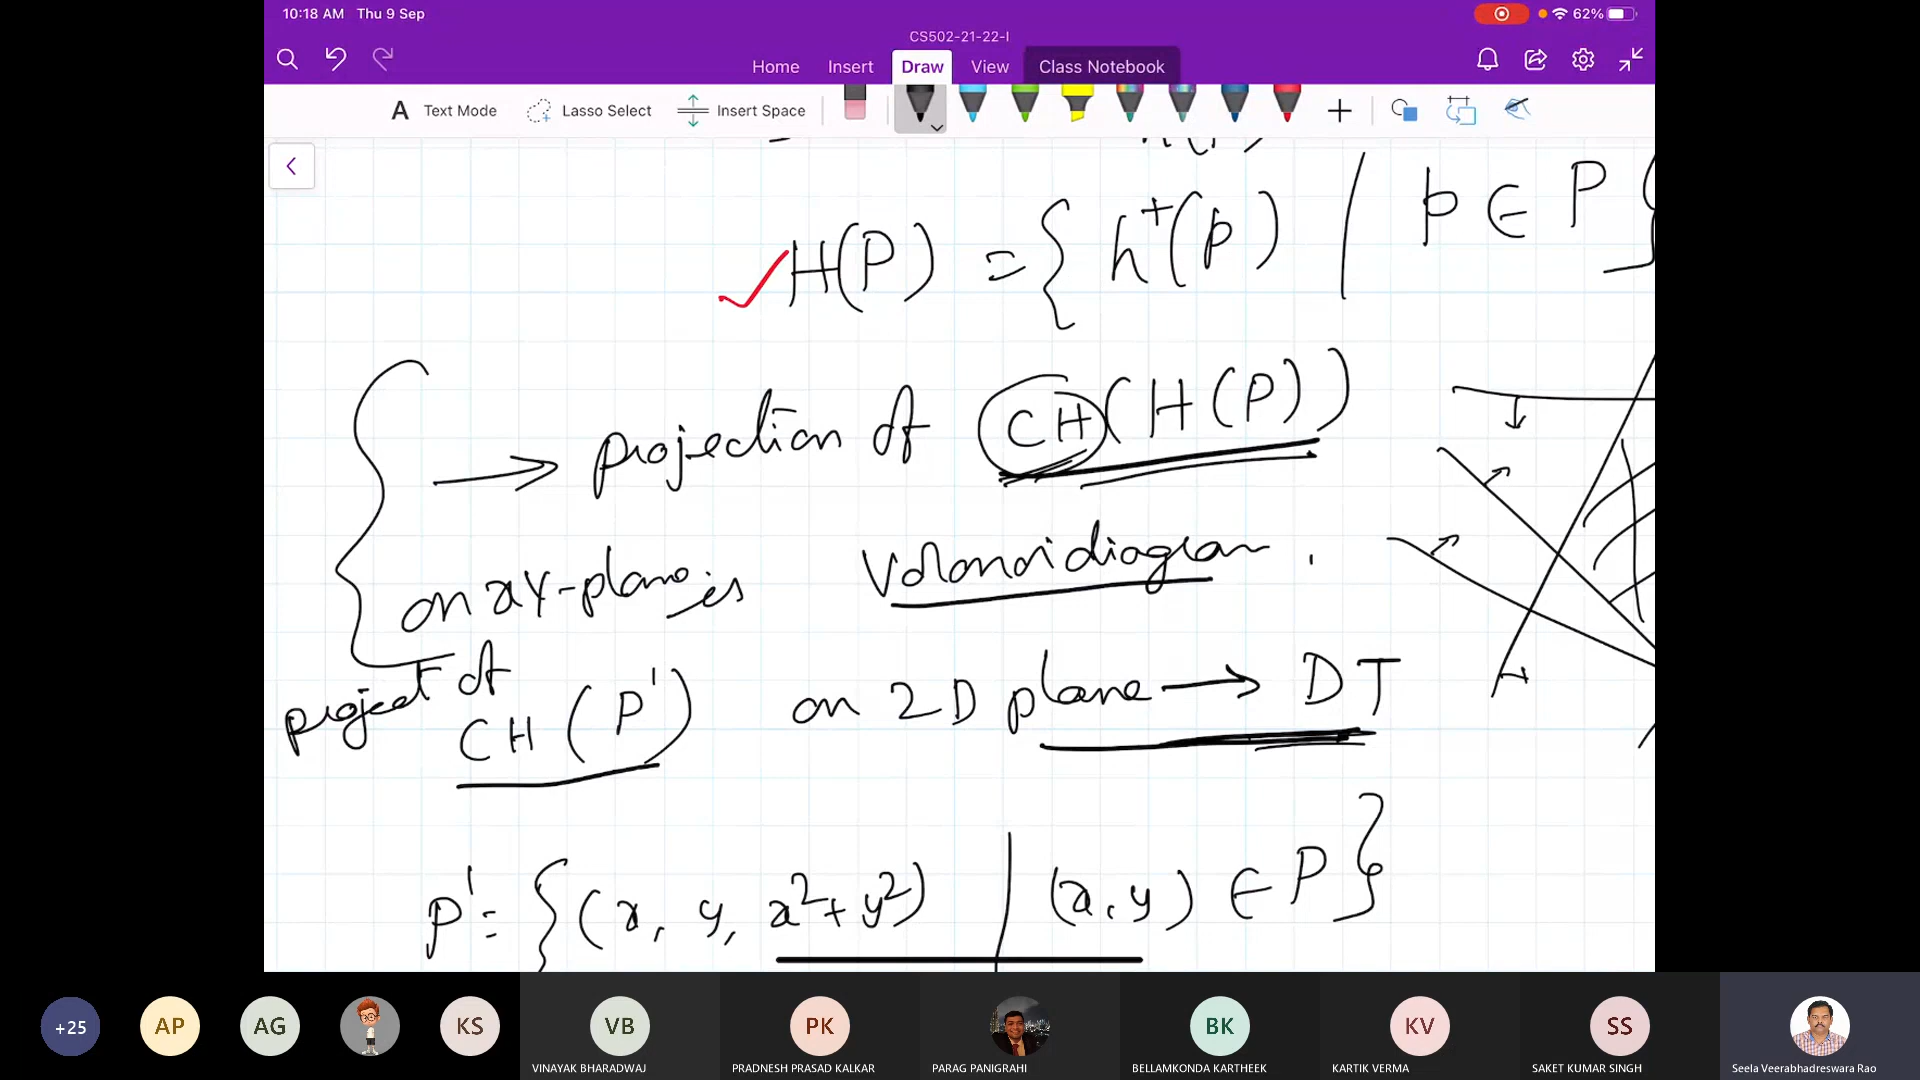 10:18 AM Thu 9 Sep
62%
CS502-21-22-I
Home Insert Draw View Class Notebook
A Text Mode Lasso Select Insert Space
H(P) = { h⁺(p) | p ∈ P }
→ projection of CH(H(P))
on xy-plane is Voronoi diagram.
project of
CH(P') on 2D plane → DT
P' = { (x, y, x²+y²) | (x,y) ∈ P }
+25 AP AG KS VB PK BK KV SS
VINAYAK BHARADWAJ PRADNESH PRASAD KALKAR PARAG PANIGRAHI BELLAMKONDA KARTHEEK KARTIK VERMA SAKET KUMAR SINGH Seela Veerabhadreswara Rao